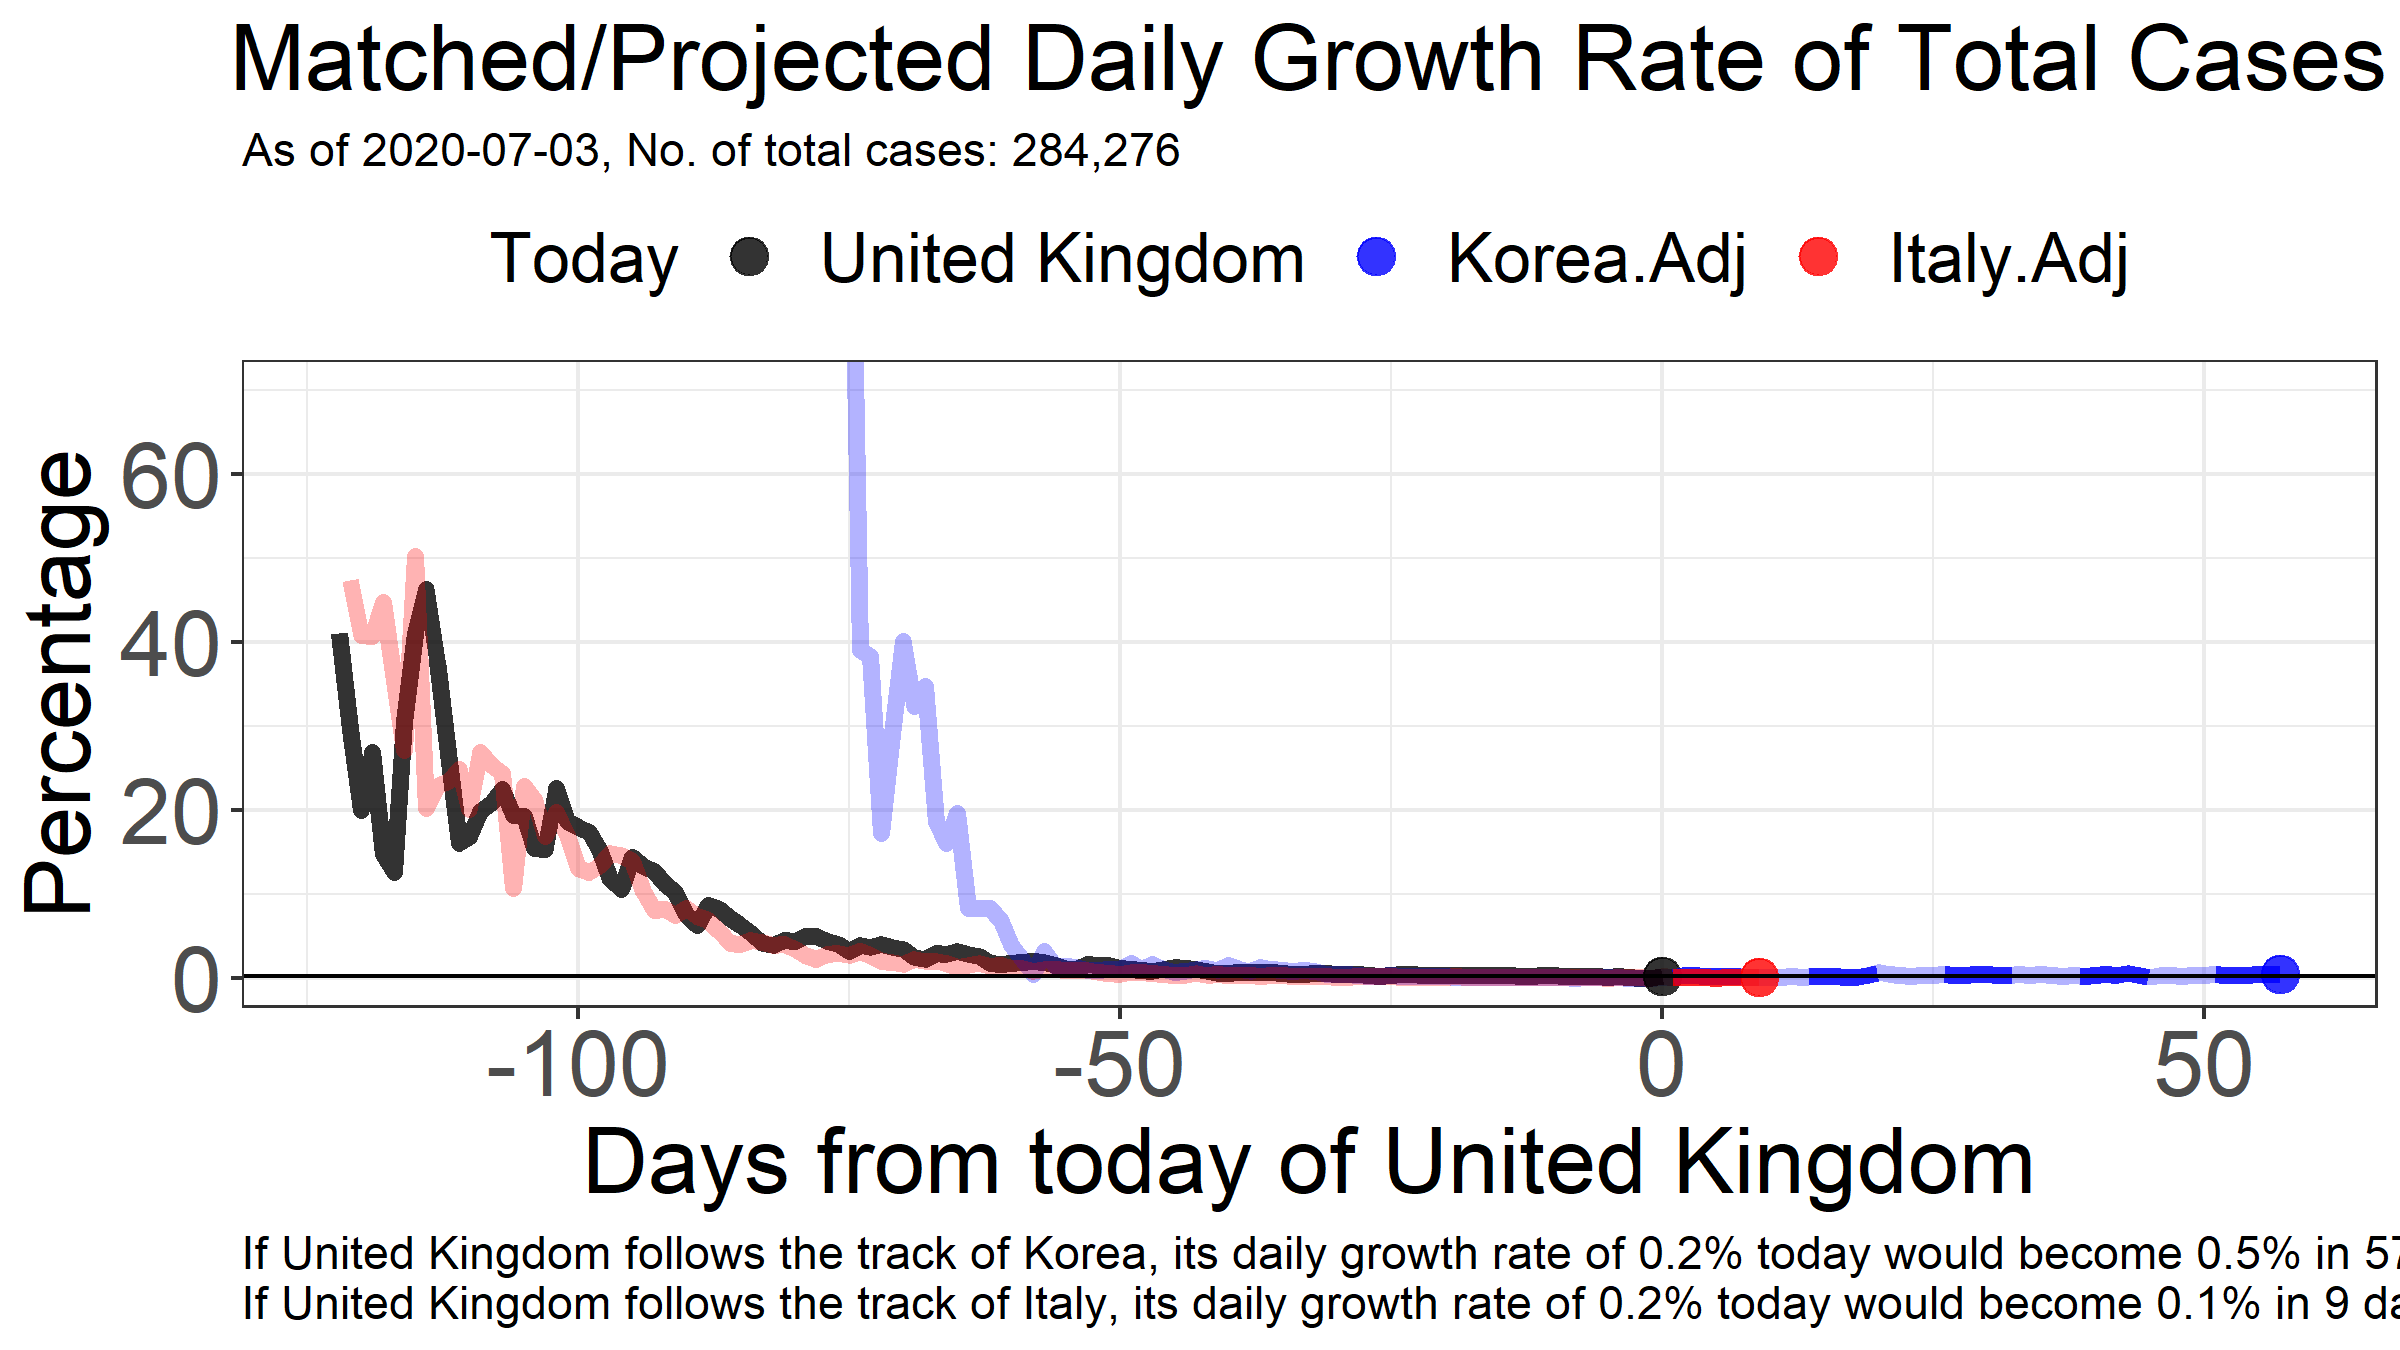 Matched/Projected Daily Growth Rate of Total Cases
As of 2020-07-03, No. of total cases: 284,276
Today United Kingdom Korea.Adj Italy.Adj
Percentage
60
40
20
0
-100 -50 0 50
Days from today of United Kingdom
If United Kingdom follows the track of Korea, its daily growth rate of 0.2% today would become 0.5% in 57
If United Kingdom follows the track of Italy, its daily growth rate of 0.2% today would become 0.1% in 9 da